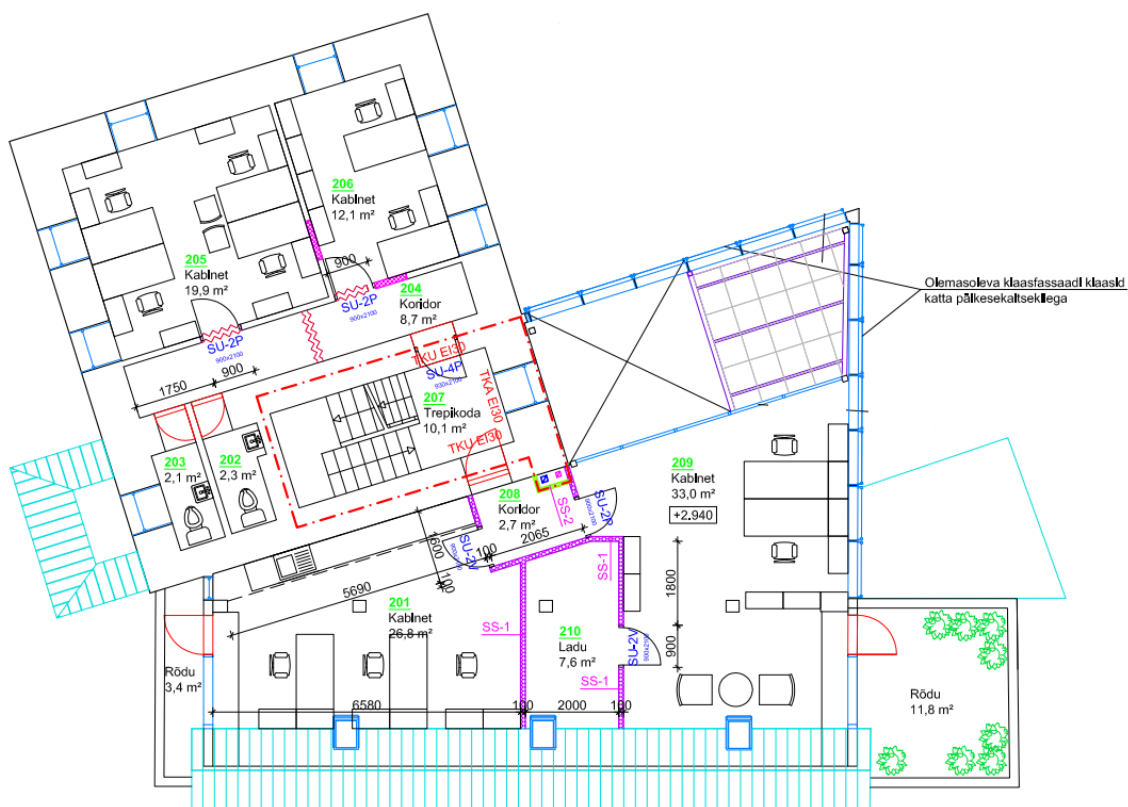 206
Kabinet
12,1 m²
205
Kabinet
19,9 m²
900
SU-2P
900x2100
204
Koridor
8,7 m²
SU-2P
900x2100
1750
900
TKU EI30
SU-4P
930x2100
207
Trepikoda
10,1 m²
TKA EI30
TKU EI30
Olemasoleva klaasfassaadi klaasid
katta päikesekaitsekilega
203
2,1 m²
202
2,3 m²
209
Kabinet
33,0 m²
+2.940
208
Koridor
2,7 m²
SS-2
SU-2P
900x2100
2065
100
SU-2V
900x2100
1600
100
5690
SS-1
1800
201
Kabinet
26,8 m²
SS-1
210
Ladu
7,6 m²
SU-2V
900x2100
900
SS-1
Rõdu
3,4 m²
6580
100
2000
100
Rõdu
11,8 m²